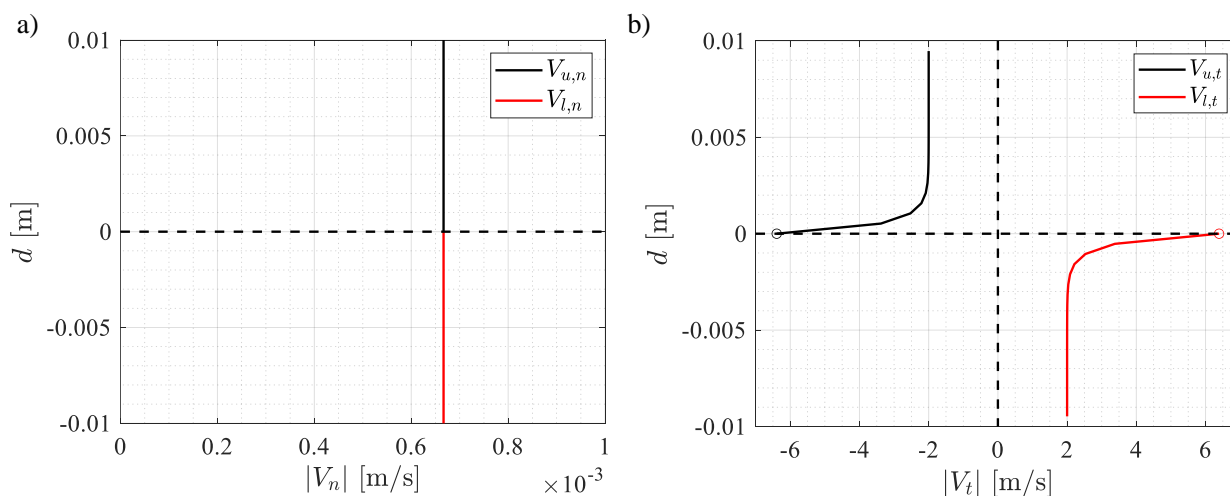 a)
0.01
0.005
0
-0.005
-0.01
d [m]
0
0.2
0.4
0.6
0.8
1
|V_n| [m/s]
×10^-3
V_{u,n}
V_{l,n}
b)
0.01
0.005
0
-0.005
-0.01
d [m]
-6
-4
-2
0
2
4
6
|V_t| [m/s]
V_{u,t}
V_{l,t}